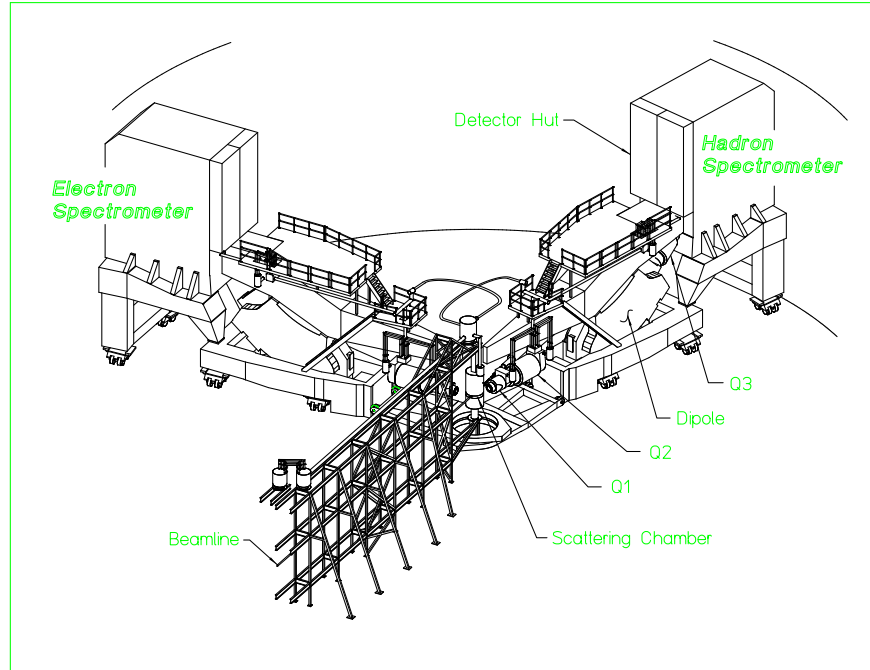 Detector Hut
Hadron
Spectrometer
Electron
Spectrometer
Q3
Dipole
Q2
Q1
Beamline
Scattering Chamber